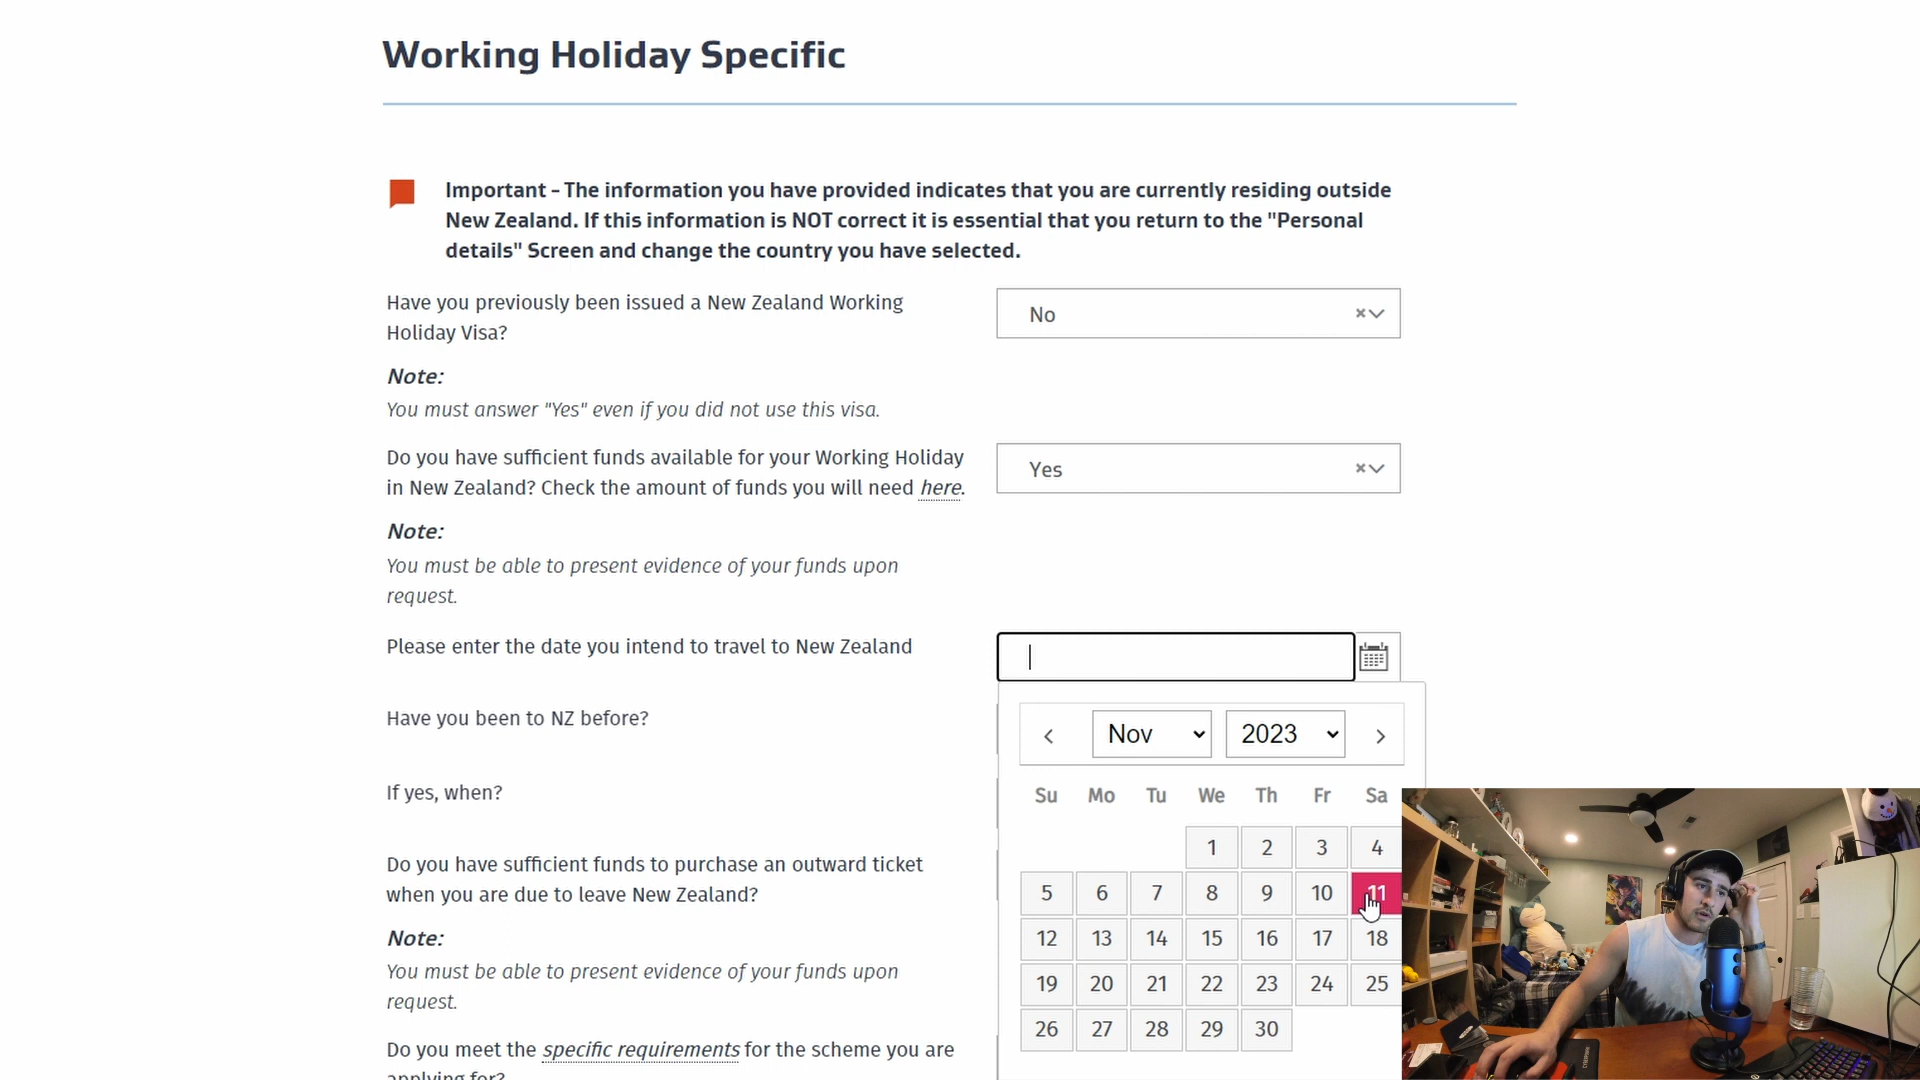 Working Holiday Specific
Important - The information you have provided indicates that you are currently residing outside
New Zealand. If this information is NOT correct it is essential that you return to the "Personal
details" Screen and change the country you have selected.
Have you previously been issued a New Zealand Working
Holiday Visa?
No
Note:
You must answer "Yes" even if you did not use this visa.
Do you have sufficient funds available for your Working Holiday
in New Zealand? Check the amount of funds you will need here.
Yes
Note:
You must be able to present evidence of your funds upon
request.
Please enter the date you intend to travel to New Zealand
Have you been to NZ before?
Nov 2023
If yes, when?
Su Mo Tu We Th Fr Sa
1 2 3 4
Do you have sufficient funds to purchase an outward ticket
when you are due to leave New Zealand?
5 6 7 8 9 10 11
Note:
12 13 14 15 16 17 18
You must be able to present evidence of your funds upon
request.
19 20 21 22 23 24 25
26 27 28 29 30
Do you meet the specific requirements for the scheme you are
applying for?